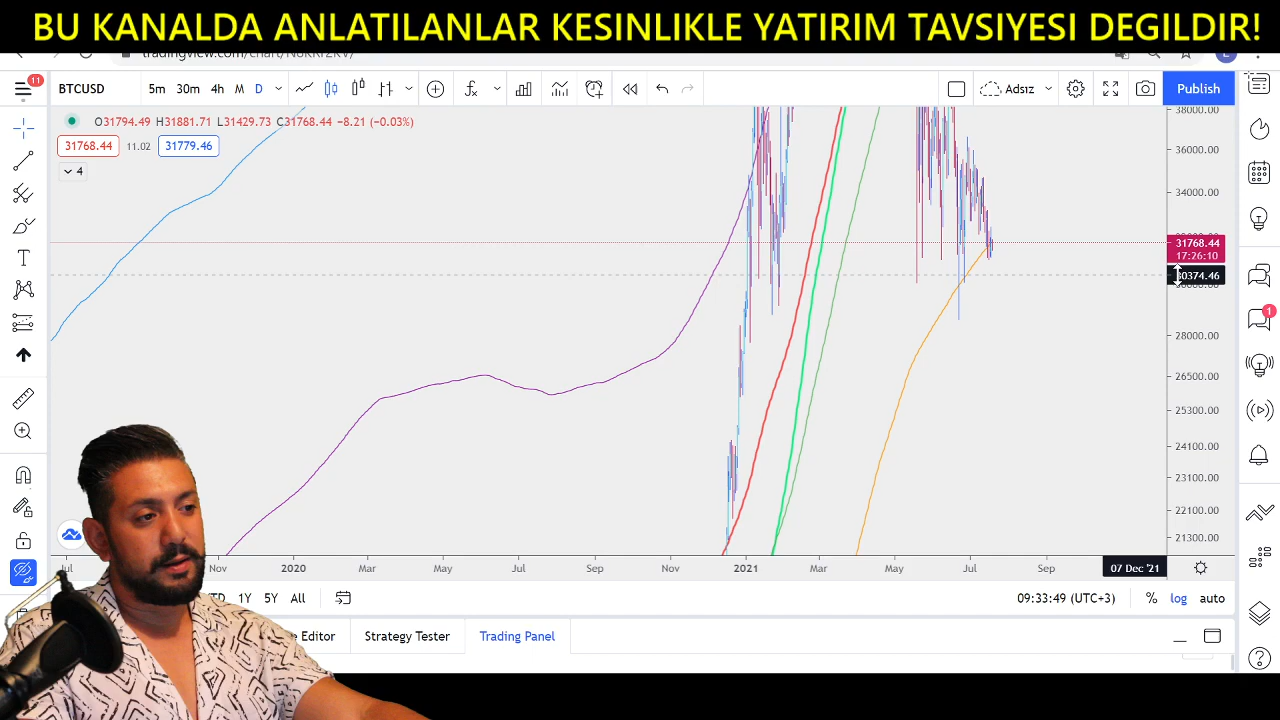 BU KANALDA ANLATILANLAR KESINLIKLE YATIRIM TAVSIYESI DEGILDIR!
11
BTCUSD 5m 30m 4h M D Adsız Publish
O31794.49 H31881.71 L31429.73 C31768.44 −8.21 (−0.03%)
31768.44 11.02 31779.46
4
38000.00
36000.00
34000.00
31768.44
17:26:10
30374.46
28000.00
26500.00
25300.00
24100.00
23100.00
22100.00
21300.00
1
Nov 2020 Mar May Jul Sep Nov 2021 Mar May Jul Sep 07 Dec '21
1Y 5Y All 09:33:49 (UTC+3) % log auto
Editor Strategy Tester Trading Panel